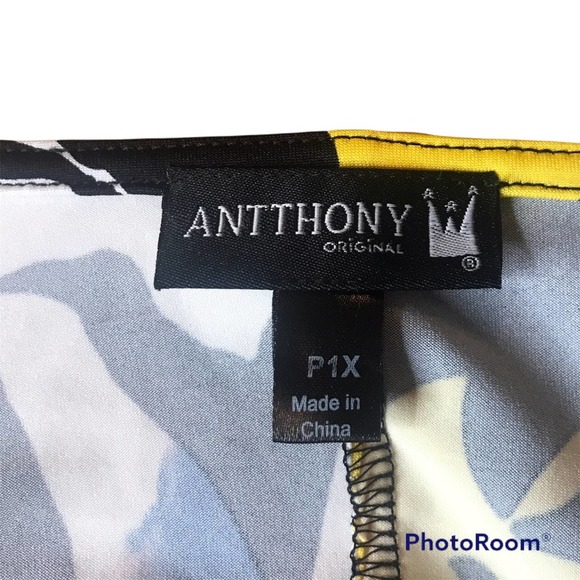 ANTTHONY
ORIGINAL
®
P1X
Made in
China
PhotoRoom®